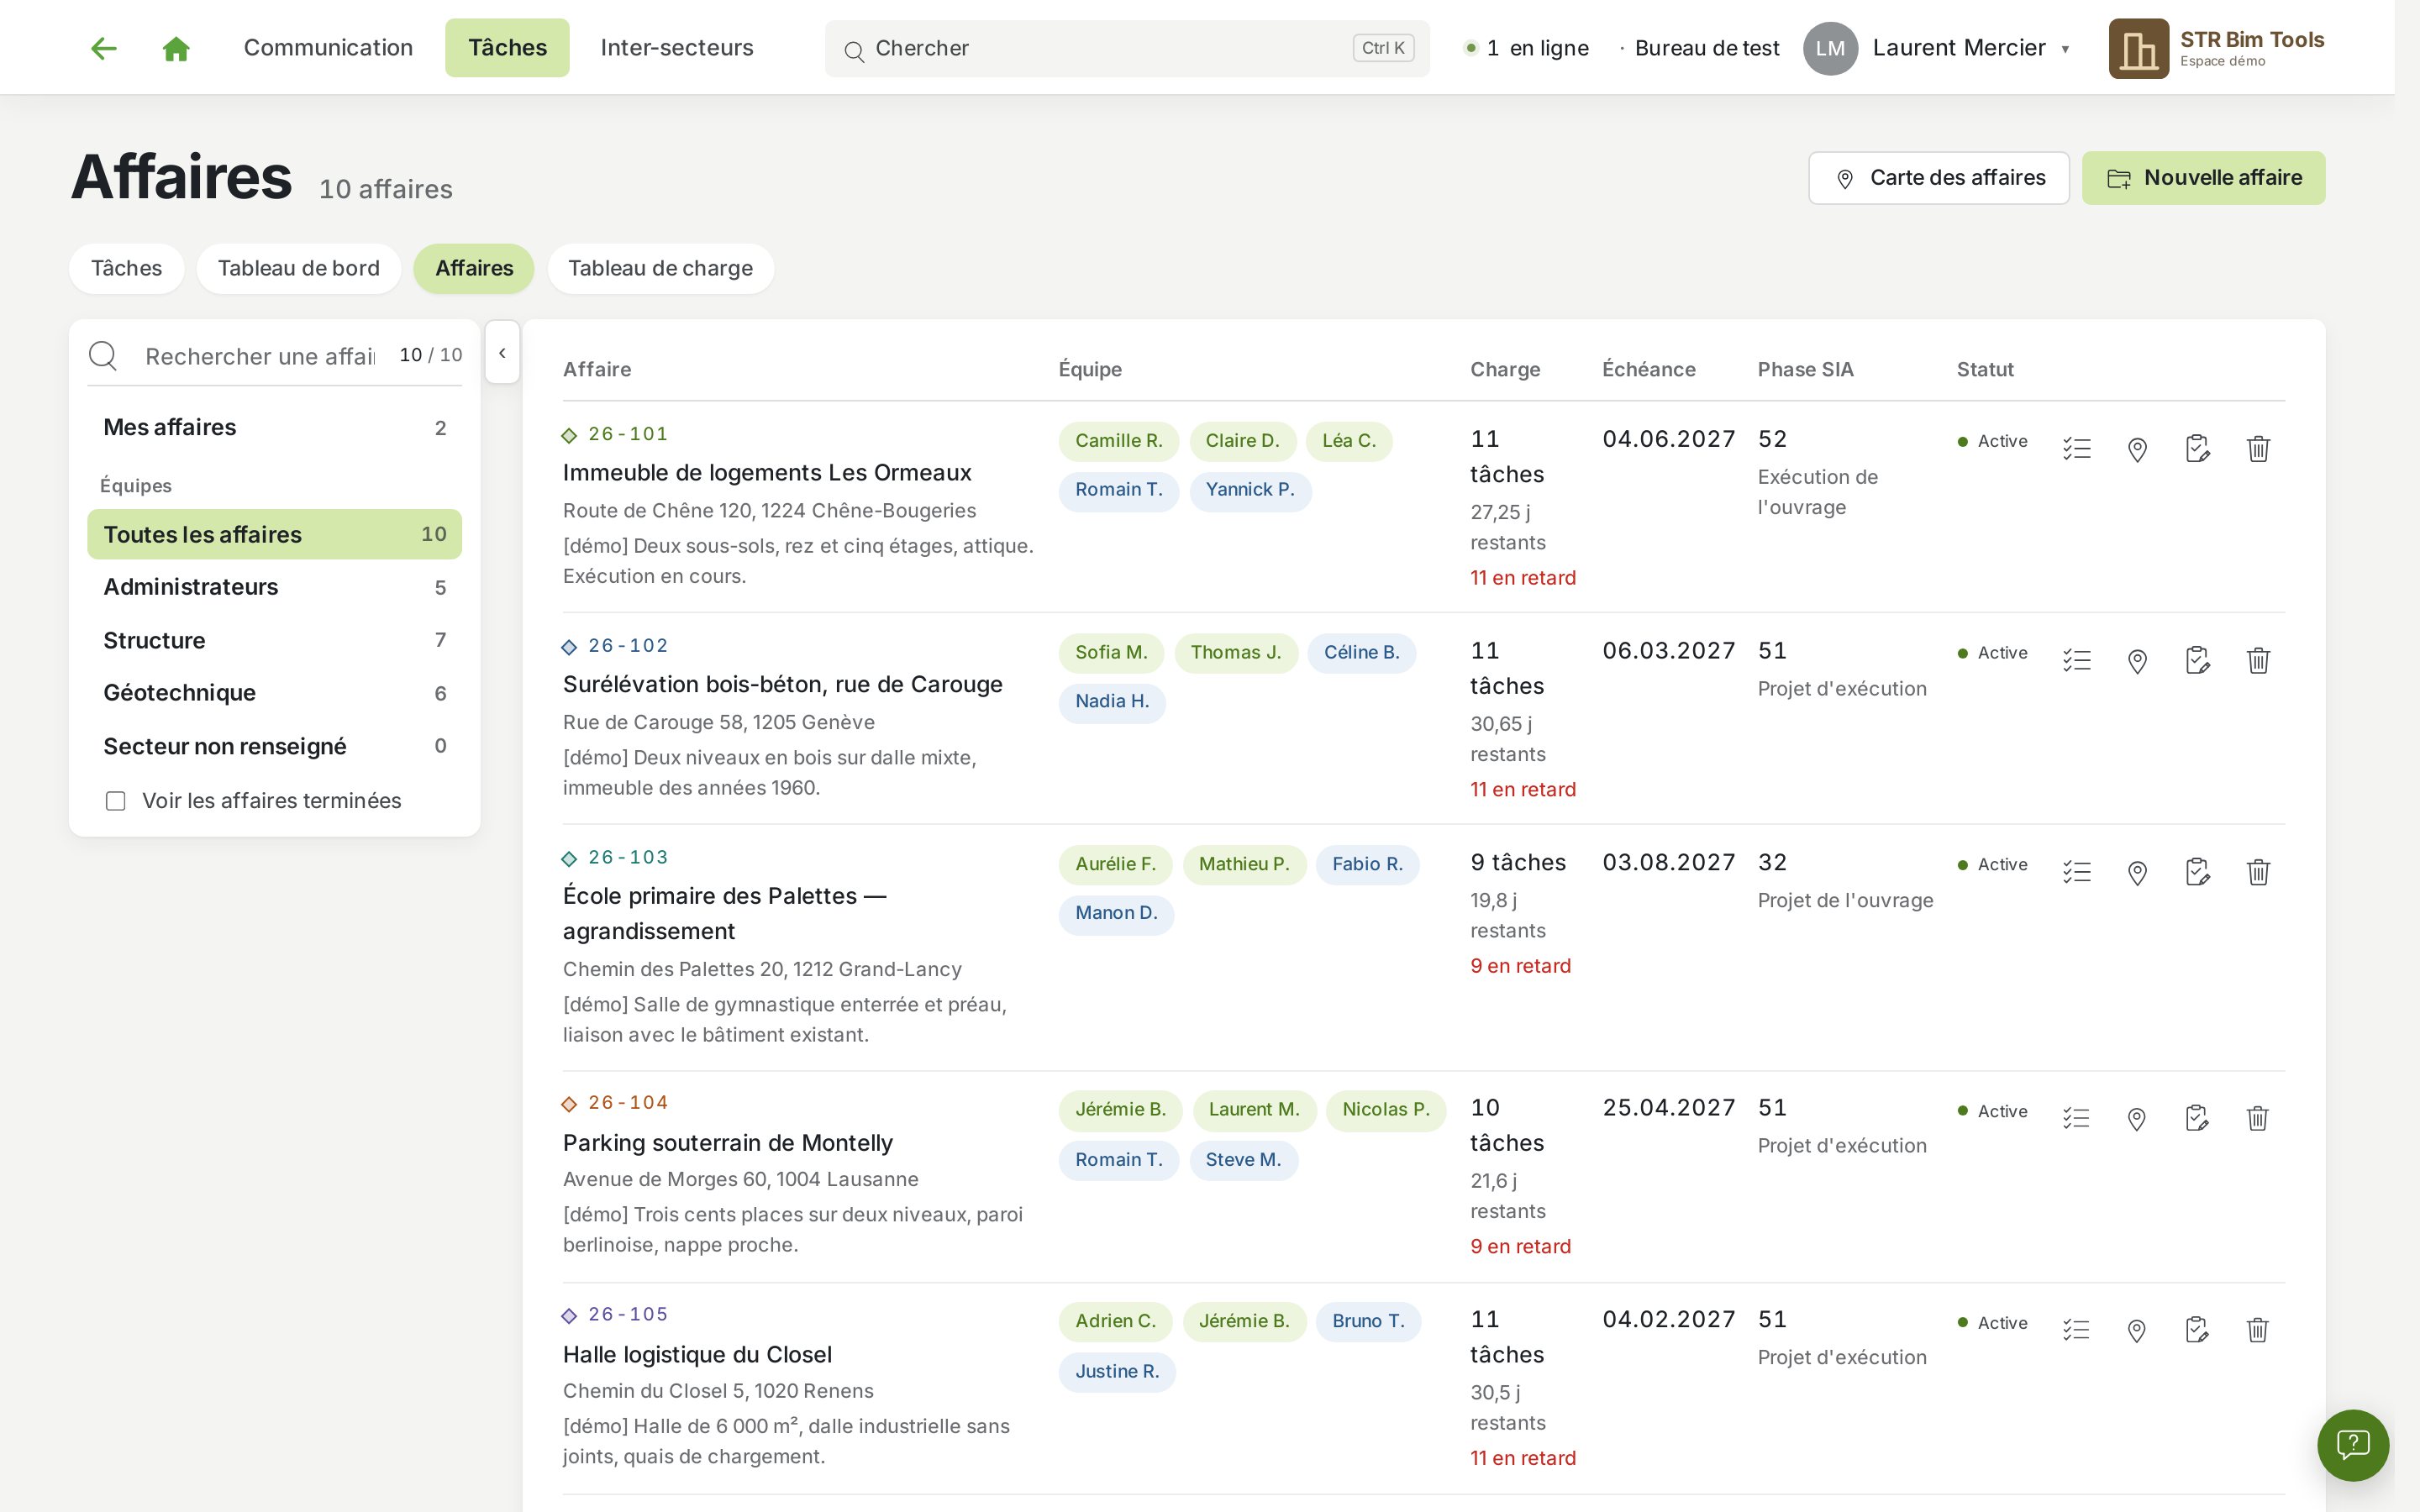 Communication
Tâches
Inter-secteurs
Chercher
Ctrl K
1 en ligne
· Bureau de test
LM
Laurent Mercier
STR Bim Tools
Espace démo
Affaires
10 affaires
Carte des affaires
Nouvelle affaire
Tâches
Tableau de bord
Affaires
Tableau de charge
Rechercher une affai
10 / 10
Mes affaires 2
Équipes
Toutes les affaires 10
Administrateurs 5
Structure 7
Géotechnique 6
Secteur non renseigné 0
Voir les affaires terminées
Affaire
Équipe
Charge
Échéance
Phase SIA
Statut
26-101
Immeuble de logements Les Ormeaux
Route de Chêne 120, 1224 Chêne-Bougeries
[démo] Deux sous-sols, rez et cinq étages, attique.
Exécution en cours.
Camille R.
Claire D.
Léa C.
Romain T.
Yannick P.
11
tâches
27,25 j
restants
11 en retard
04.06.2027
52
Exécution de
l'ouvrage
Active
26-102
Surélévation bois-béton, rue de Carouge
Rue de Carouge 58, 1205 Genève
[démo] Deux niveaux en bois sur dalle mixte,
immeuble des années 1960.
Sofia M.
Thomas J.
Céline B.
Nadia H.
11
tâches
30,65 j
restants
11 en retard
06.03.2027
51
Projet d'exécution
Active
26-103
École primaire des Palettes —
agrandissement
Chemin des Palettes 20, 1212 Grand-Lancy
[démo] Salle de gymnastique enterrée et préau,
liaison avec le bâtiment existant.
Aurélie F.
Mathieu P.
Fabio R.
Manon D.
9 tâches
19,8 j
restants
9 en retard
03.08.2027
32
Projet de l'ouvrage
Active
26-104
Parking souterrain de Montelly
Avenue de Morges 60, 1004 Lausanne
[démo] Trois cents places sur deux niveaux, paroi
berlinoise, nappe proche.
Jérémie B.
Laurent M.
Nicolas P.
Romain T.
Steve M.
10
tâches
21,6 j
restants
9 en retard
25.04.2027
51
Projet d'exécution
Active
26-105
Halle logistique du Closel
Chemin du Closel 5, 1020 Renens
[démo] Halle de 6 000 m², dalle industrielle sans
joints, quais de chargement.
Adrien C.
Jérémie B.
Bruno T.
Justine R.
11
tâches
30,5 j
restants
11 en retard
04.02.2027
51
Projet d'exécution
Active